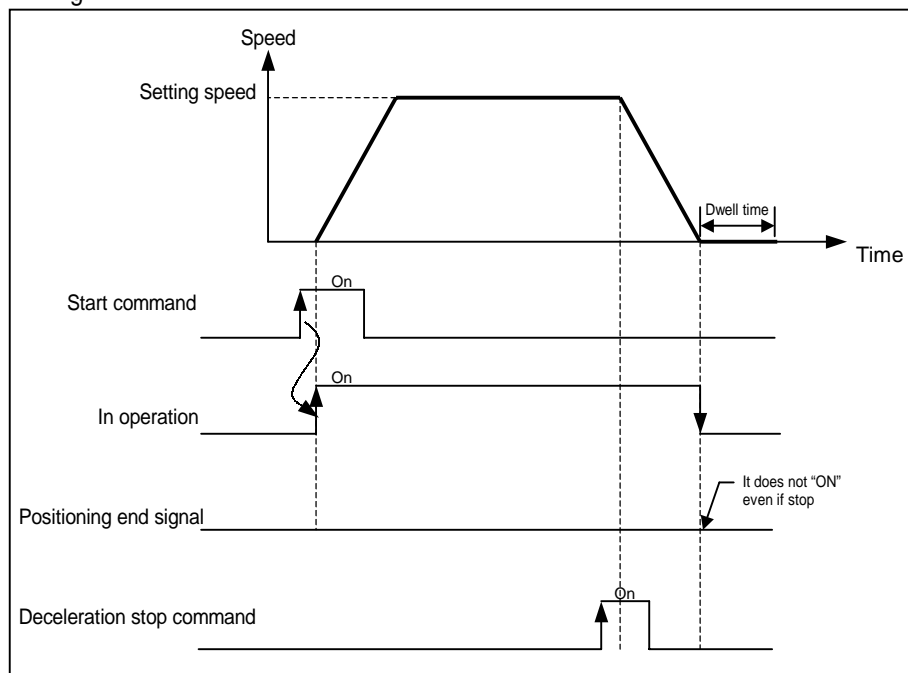 Speed
Setting speed
Dwell time
Time
On
Start command
On
In operation
It does not "ON"
even if stop
Positioning end signal
On
Deceleration stop command